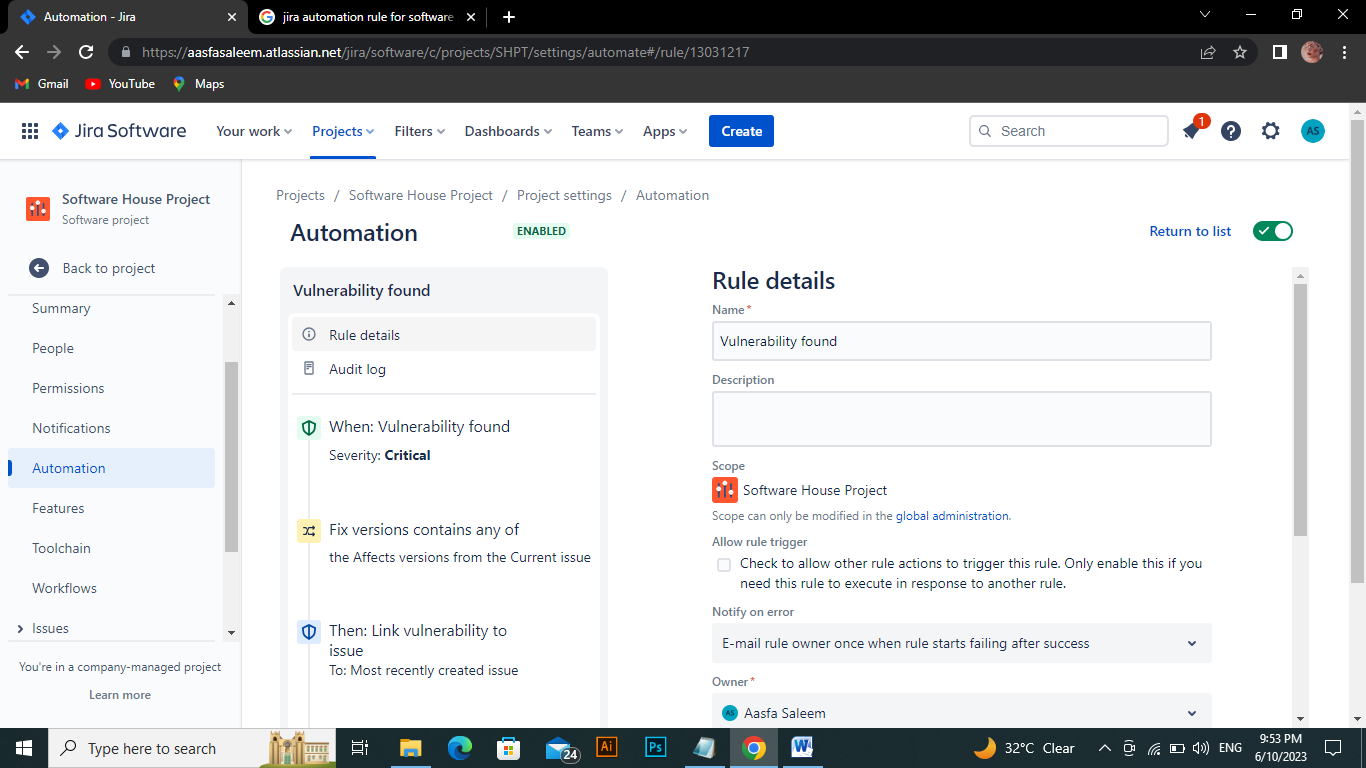 Automation - Jira
jira automation rule for software
https://aasfasaleem.atlassian.net/jira/software/c/projects/SHPT/settings/automate#/rule/13031217
Gmail
YouTube
Maps
Jira Software
Your work
Projects
Filters
Dashboards
Teams
Apps
Create
Search
1
AS
Software House Project
Software project
Back to project
Summary
People
Permissions
Notifications
Automation
Features
Toolchain
Workflows
Issues
You're in a company-managed project
Learn more
Projects / Software House Project / Project settings / Automation
Automation
ENABLED
Return to list
Vulnerability found
Rule details
Audit log
When: Vulnerability found
Severity: Critical
Fix versions contains any of
the Affects versions from the Current issue
Then: Link vulnerability to
issue
To: Most recently created issue
Rule details
Name*
Vulnerability found
Description
Scope
Software House Project
Scope can only be modified in the global administration.
Allow rule trigger
Check to allow other rule actions to trigger this rule. Only enable this if you
need this rule to execute in response to another rule.
Notify on error
E-mail rule owner once when rule starts failing after success
Owner*
AS Aasfa Saleem
Type here to search
24
Ai
Ps
W
32°C Clear
ENG
9:53 PM
6/10/2023